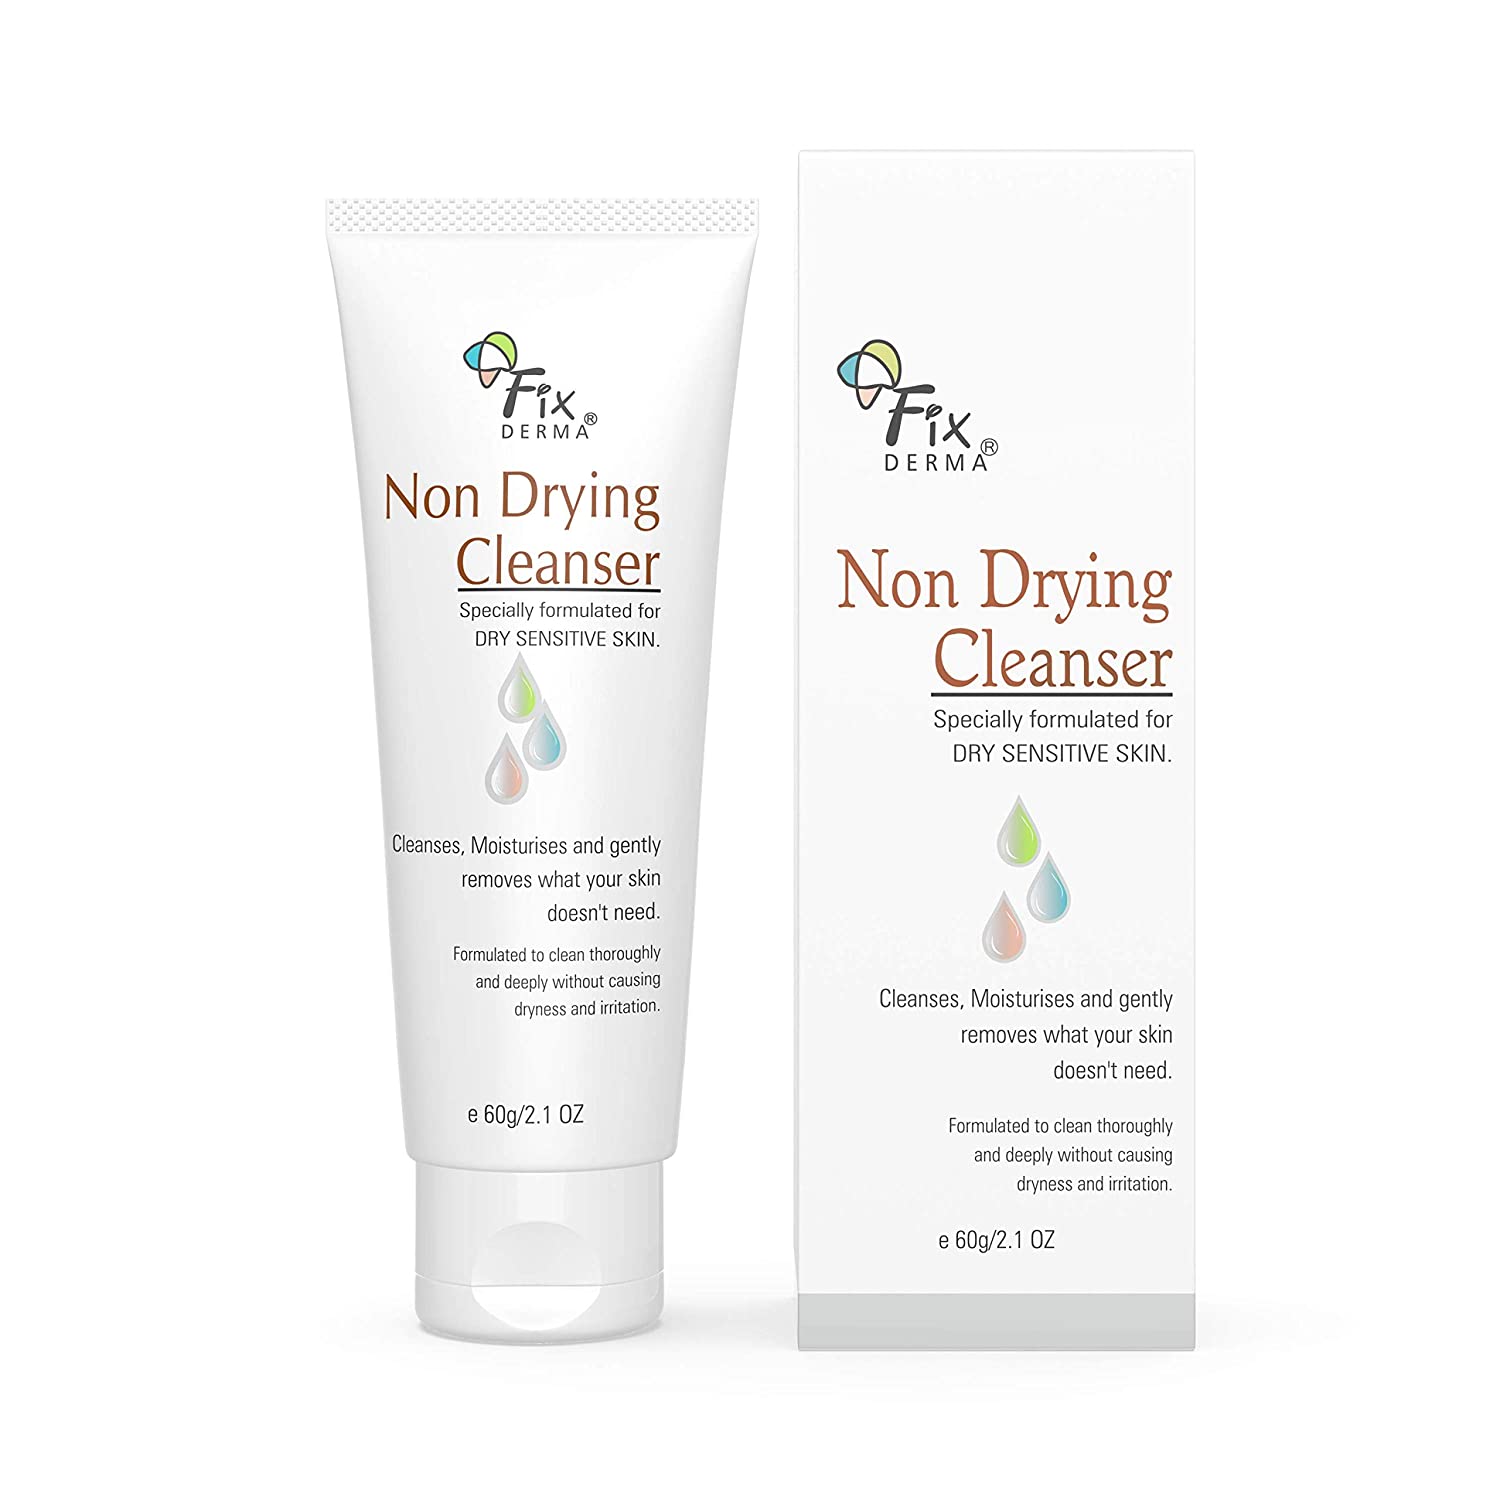 Fix
DERMA®
Non Drying
Cleanser
Specially formulated for
DRY SENSITIVE SKIN.
Cleanses, Moisturises and gently
removes what your skin
doesn't need.
Formulated to clean thoroughly
and deeply without causing
dryness and irritation.
e 60g/2.1 OZ
Fix
DERMA®
Non Drying
Cleanser
Specially formulated for
DRY SENSITIVE SKIN.
Cleanses, Moisturises and gently
removes what your skin
doesn't need.
Formulated to clean thoroughly
and deeply without causing
dryness and irritation.
e 60g/2.1 OZ